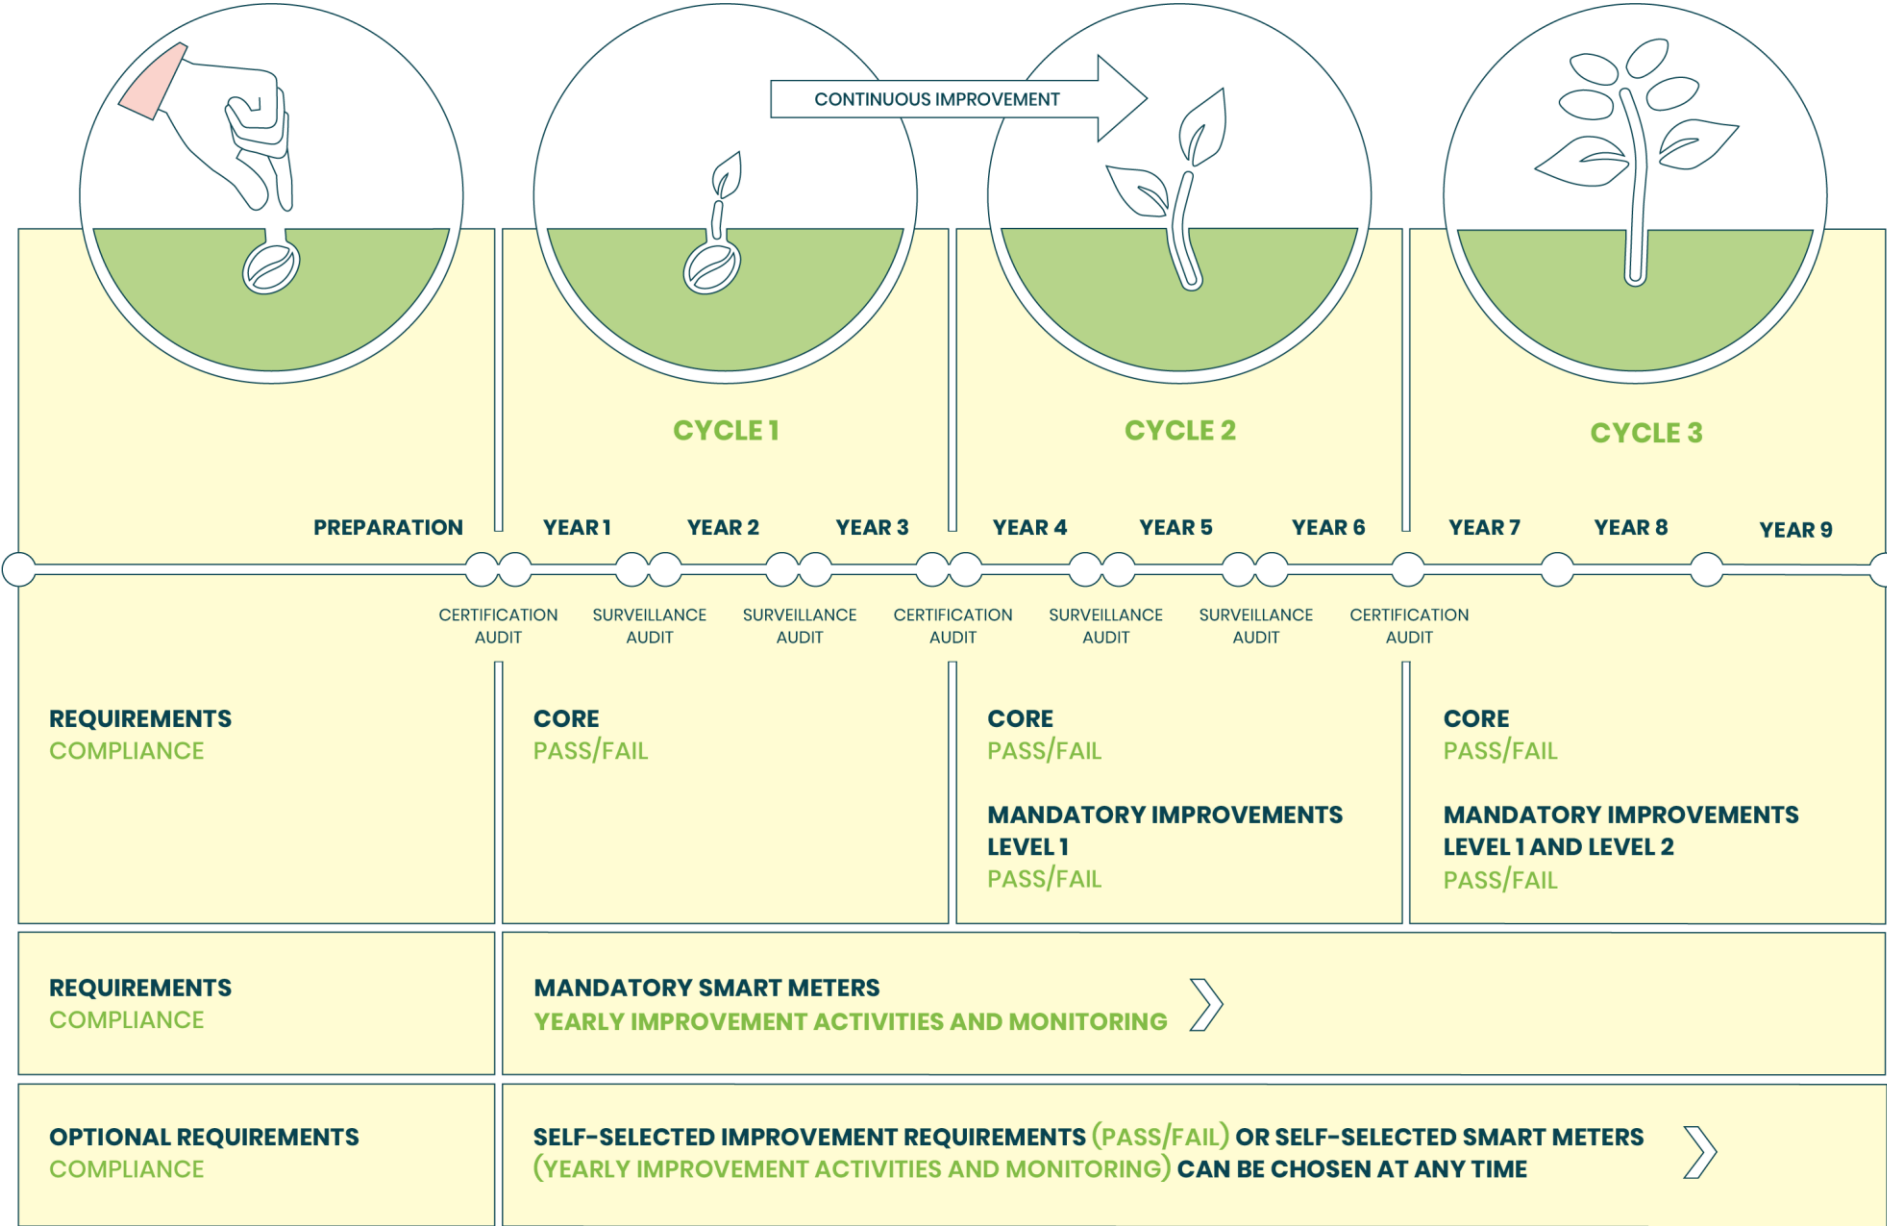 CONTINUOUS IMPROVEMENT
CYCLE 1
CYCLE 2
CYCLE 3
PREPARATION
YEAR 1
YEAR 2
YEAR 3
YEAR 4
YEAR 5
YEAR 6
YEAR 7
YEAR 8
YEAR 9
CERTIFICATION
AUDIT
SURVEILLANCE
AUDIT
SURVEILLANCE
AUDIT
CERTIFICATION
AUDIT
SURVEILLANCE
AUDIT
SURVEILLANCE
AUDIT
CERTIFICATION
AUDIT
REQUIREMENTS
COMPLIANCE
CORE
PASS/FAIL
CORE
PASS/FAIL
MANDATORY IMPROVEMENTS
LEVEL 1
PASS/FAIL
CORE
PASS/FAIL
MANDATORY IMPROVEMENTS
LEVEL 1 AND LEVEL 2
PASS/FAIL
REQUIREMENTS
COMPLIANCE
MANDATORY SMART METERS
YEARLY IMPROVEMENT ACTIVITIES AND MONITORING
OPTIONAL REQUIREMENTS
COMPLIANCE
SELF-SELECTED IMPROVEMENT REQUIREMENTS (PASS/FAIL) OR SELF-SELECTED SMART METERS
(YEARLY IMPROVEMENT ACTIVITIES AND MONITORING) CAN BE CHOSEN AT ANY TIME